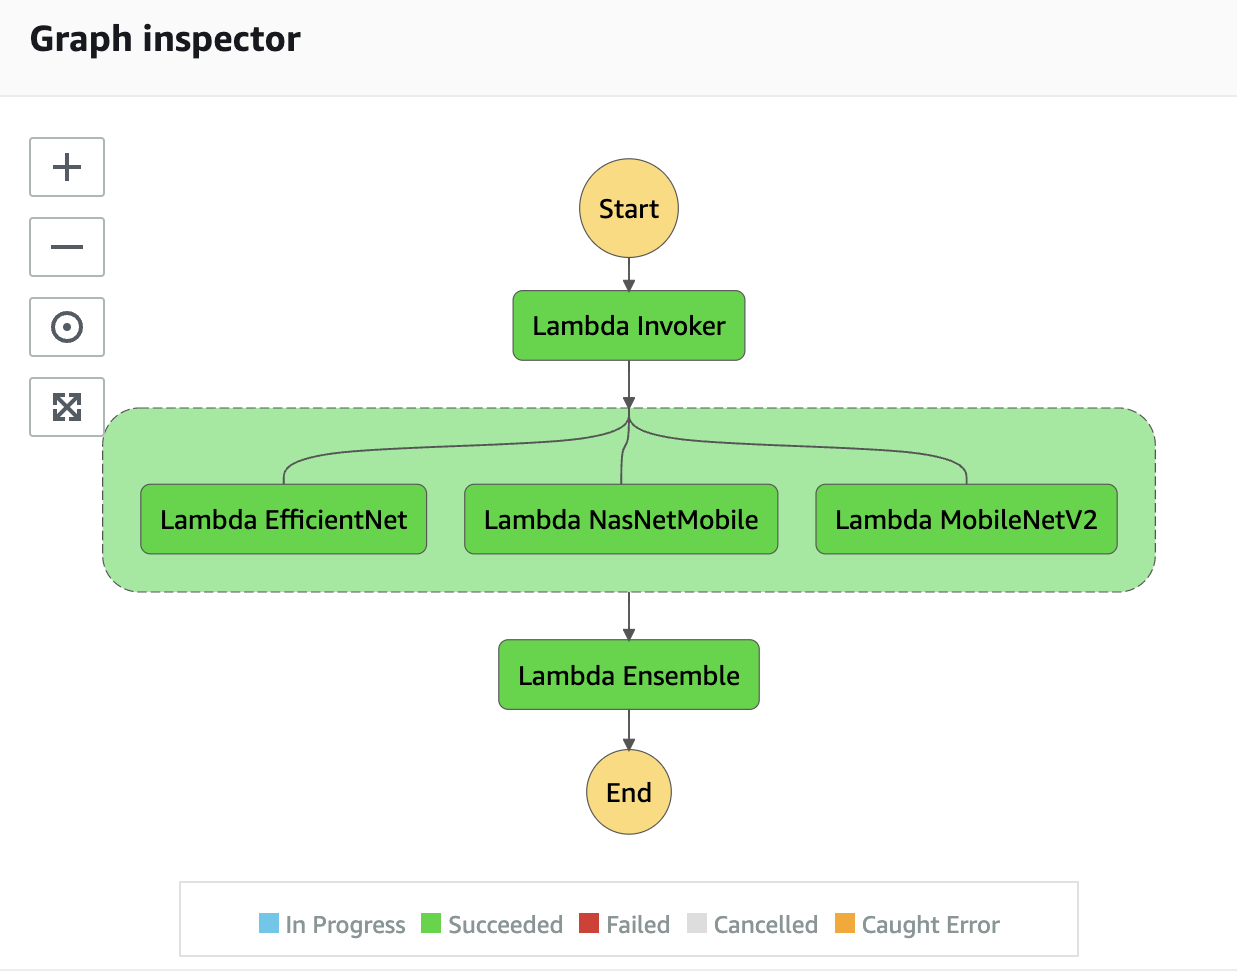 Graph inspector
Start
Lambda Invoker
Lambda EfficientNet
Lambda NasNetMobile
Lambda MobileNetV2
Lambda Ensemble
End
In Progress
Succeeded
Failed
Cancelled
Caught Error